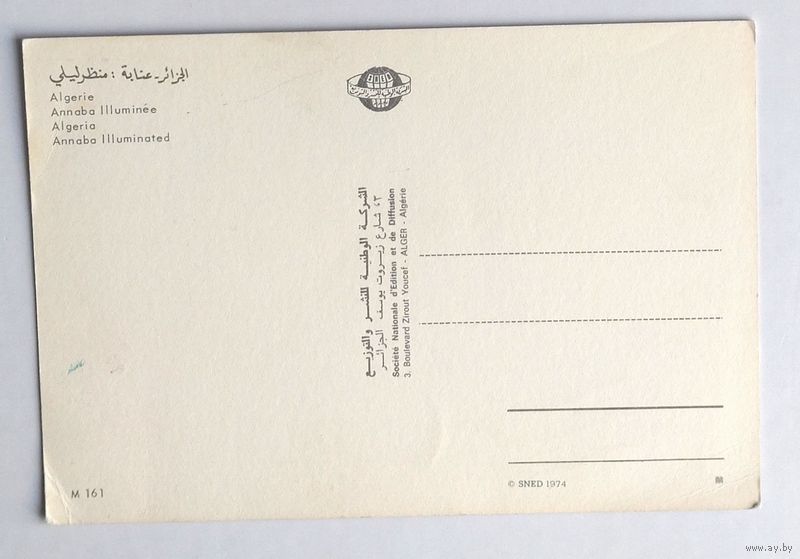 الجزائر - عنابة : منظر ليلي
Algerie
Annaba Illuminée
Algeria
Annaba Illuminated
الشركة الوطنية للنشر والتوزيع
٤٣ شارع زيروت يوسف الجزائر
Société Nationale d'Edition et de Diffusion
3, Boulevard Zirout Youcef - ALGER - Algérie
M 161
© SNED 1974
www.ay.by